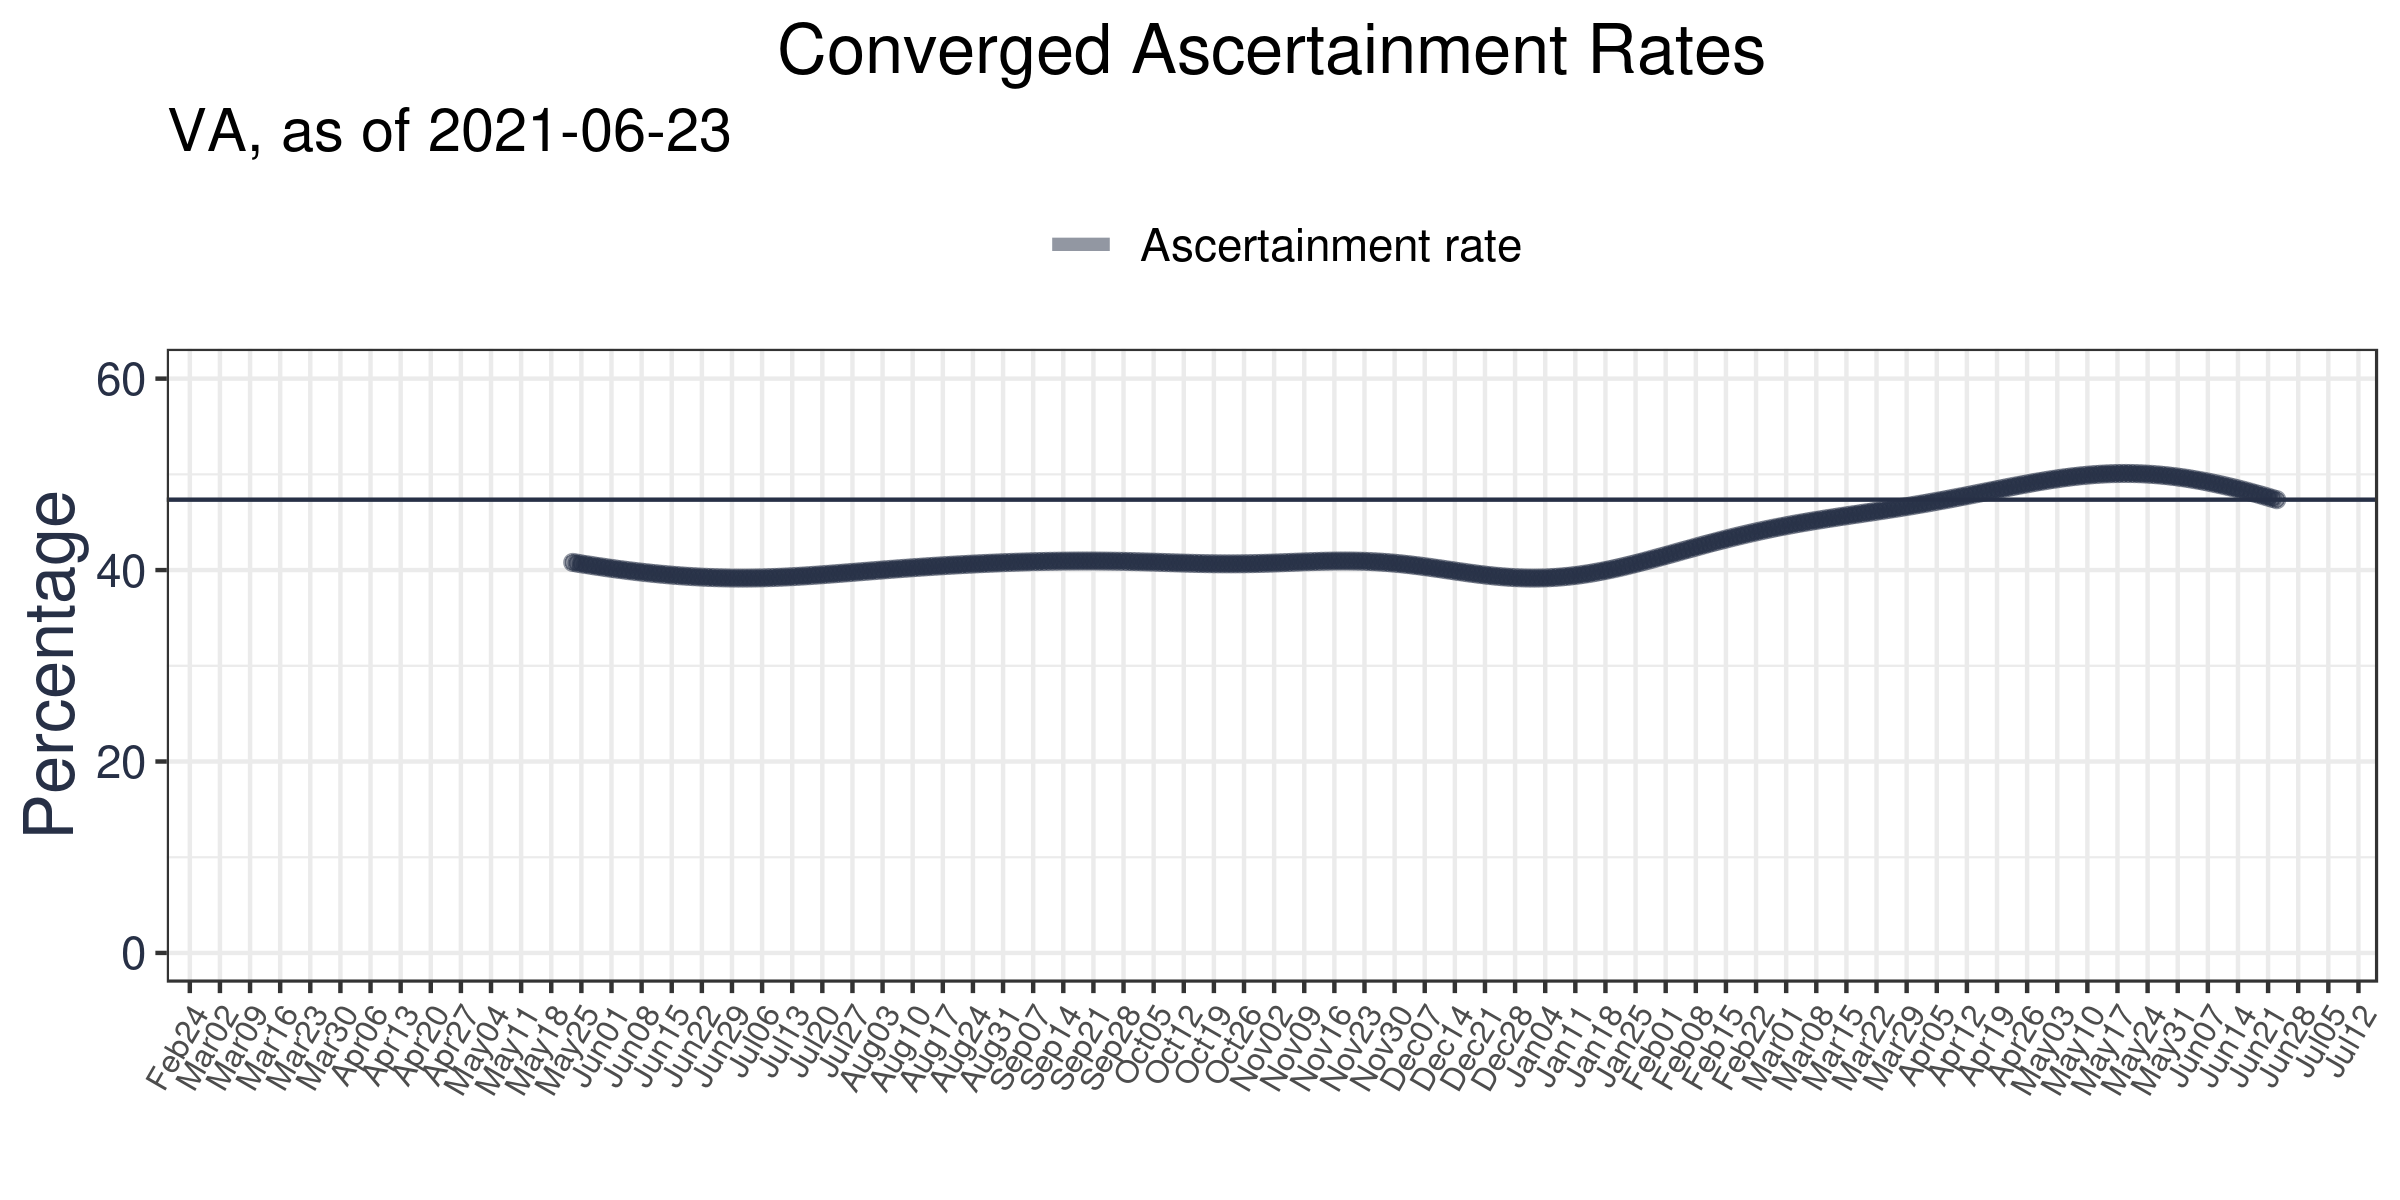 Converged Ascertainment Rates
VA, as of 2021-06-23
Ascertainment rate
Percentage
60
40
20
0
Feb24
Mar02
Mar09
Mar16
Mar23
Mar30
Apr06
Apr13
Apr20
Apr27
May04
May11
May18
May25
Jun01
Jun08
Jun15
Jun22
Jun29
Jul06
Jul13
Jul20
Jul27
Aug03
Aug10
Aug17
Aug24
Aug31
Sep07
Sep14
Sep21
Sep28
Oct05
Oct12
Oct19
Oct26
Nov02
Nov09
Nov16
Nov23
Nov30
Dec07
Dec14
Dec21
Dec28
Jan04
Jan11
Jan18
Jan25
Feb01
Feb08
Feb15
Feb22
Mar01
Mar08
Mar15
Mar22
Mar29
Apr05
Apr12
Apr19
Apr26
May03
May10
May17
May24
May31
Jun07
Jun14
Jun21
Jun28
Jul05
Jul12